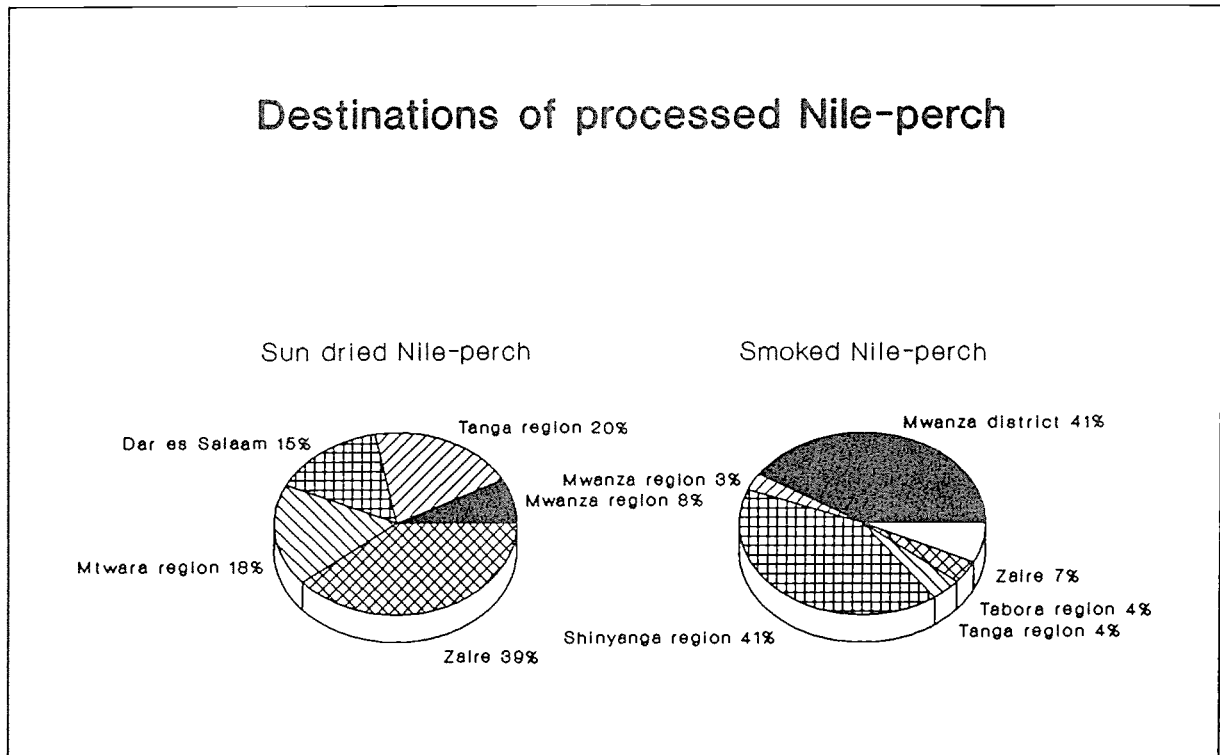 Destinations of processed Nile-perch
Sun dried Nile-perch
Tanga region 20%
Dar es Salaam 15%
Mwanza region 8%
Mtwara region 18%
Zaire 39%
Smoked Nile-perch
Mwanza district 41%
Mwanza region 3%
Zaire 7%
Tabora region 4%
Tanga region 4%
Shinyanga region 41%